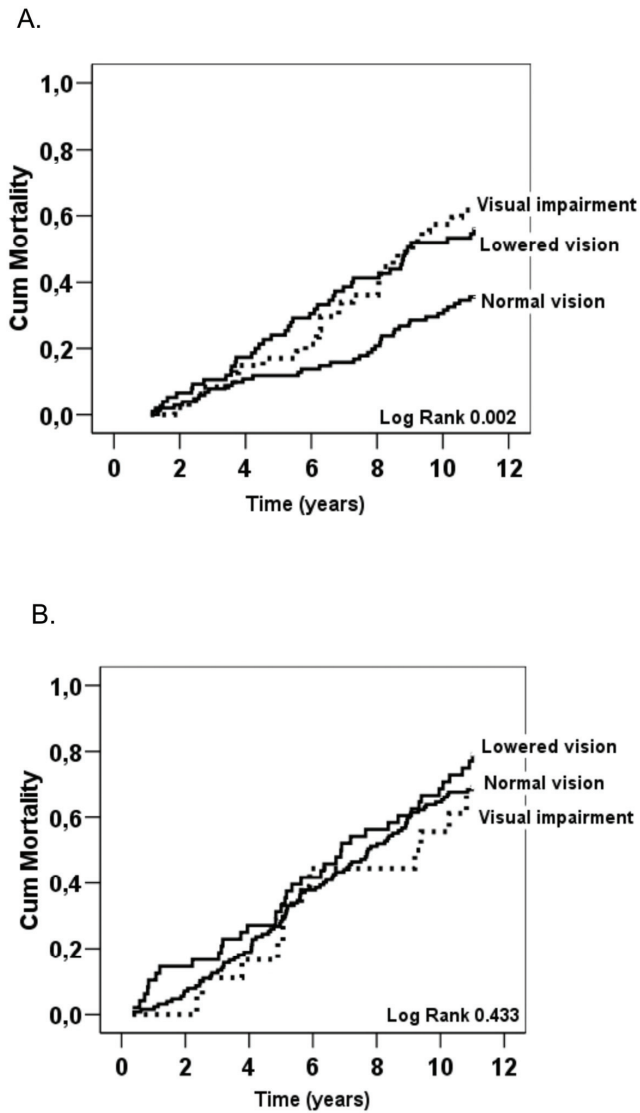 A.
Cum Mortality
1,0
0,8
0,6
0,4
0,2
0,0
Visual impairment
Lowered vision
Normal vision
Log Rank 0.002
0 2 4 6 8 10 12
Time (years)
B.
Cum Mortality
1,0
0,8
0,6
0,4
0,2
0,0
Lowered vision
Normal vision
Visual impairment
Log Rank 0.433
0 2 4 6 8 10 12
Time (years)